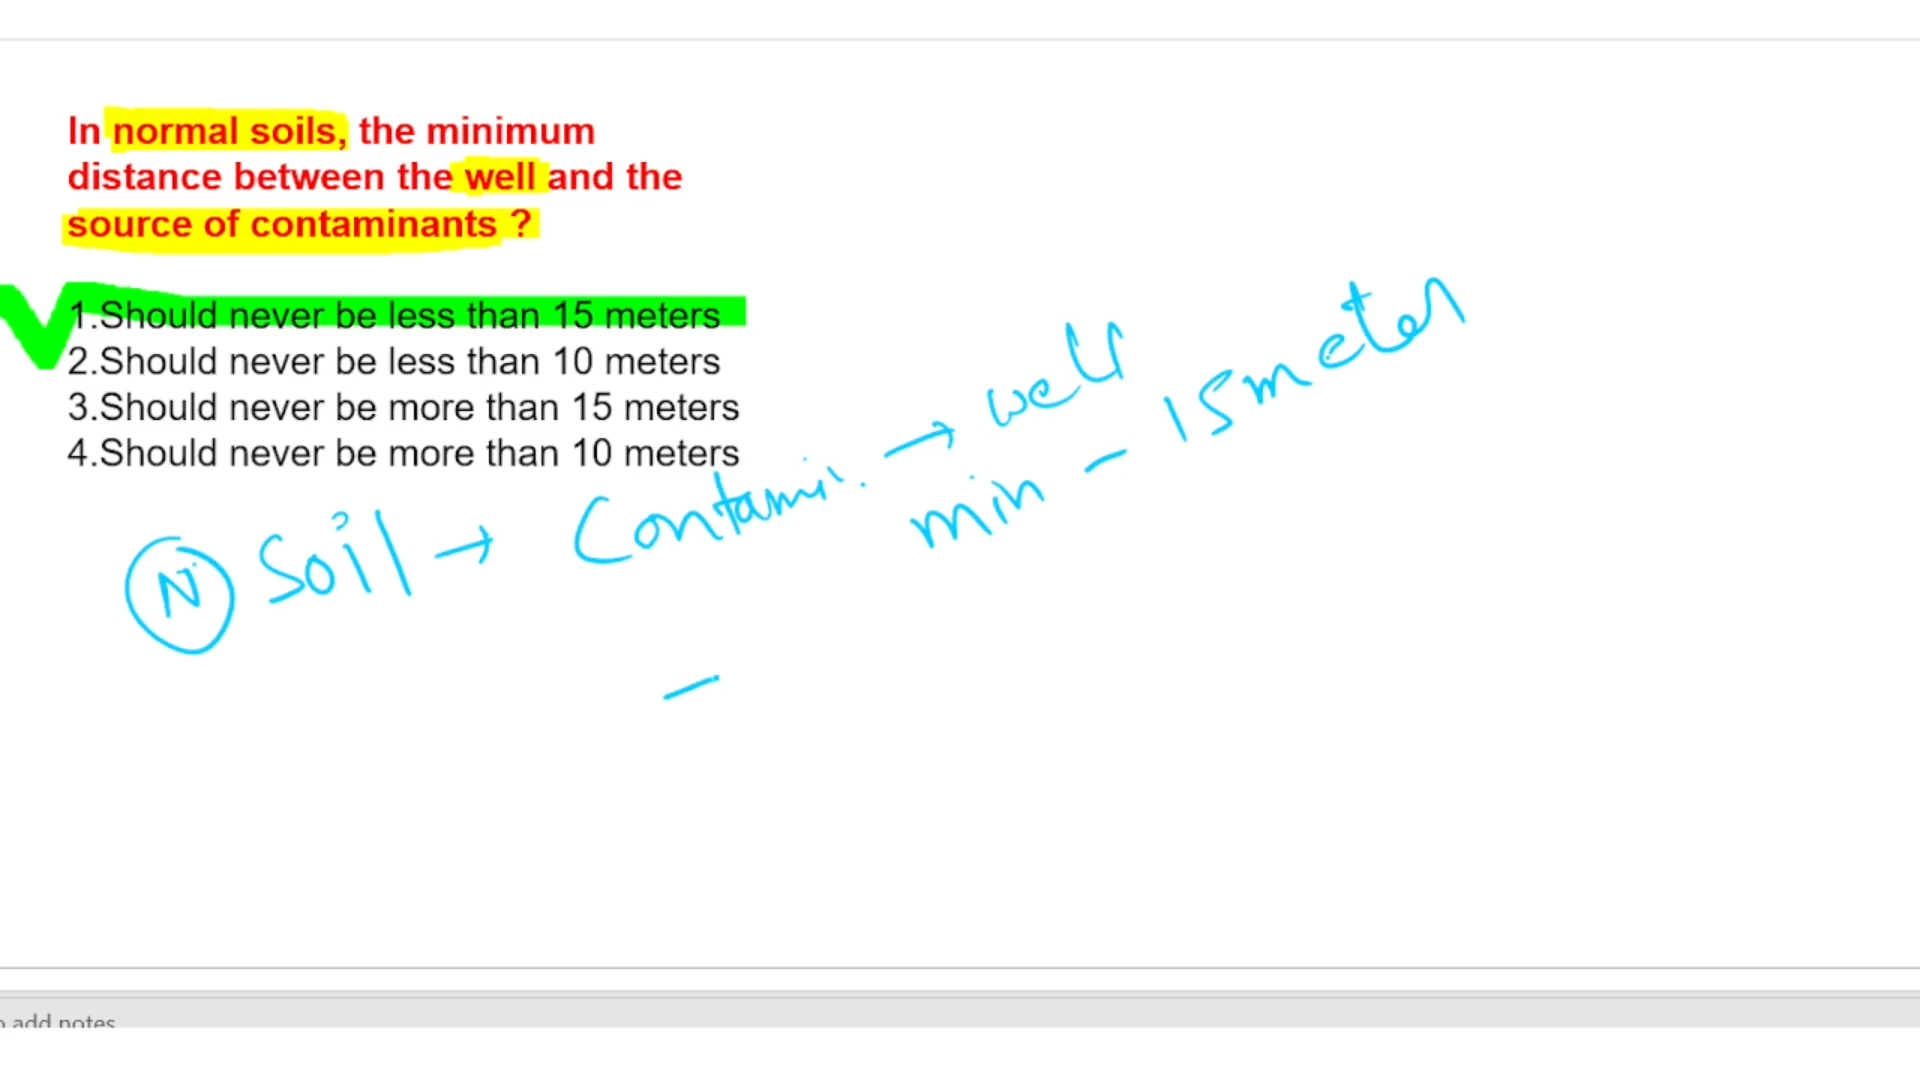 In normal soils, the minimum
distance between the well and the
source of contaminants ?
1.Should never be less than 15 meters
2.Should never be less than 10 meters
3.Should never be more than 15 meters
4.Should never be more than 10 meters
N Soil → Contami. → well
min - 15 meter
add notes